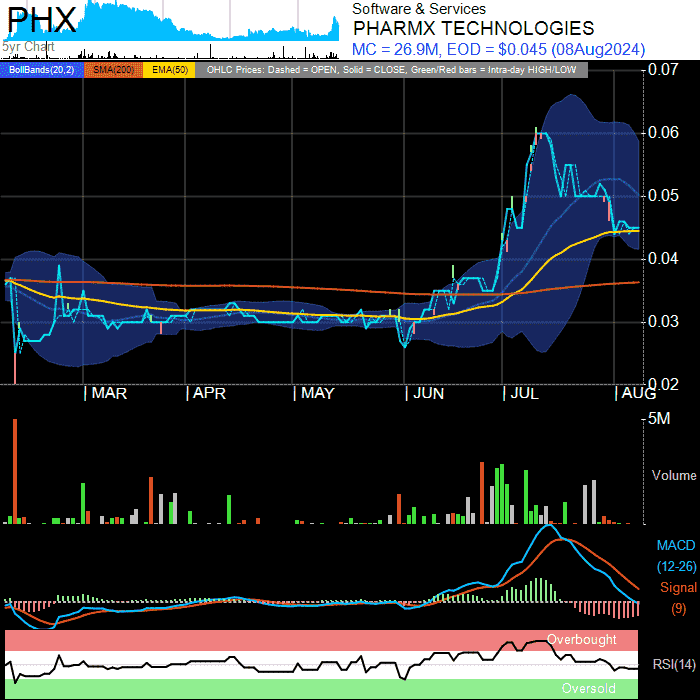 PHX
5yr Chart
Software & Services
PHARMX TECHNOLOGIES
MC = 26.9M, EOD = $0.045 (08Aug2024)
BollBands(20,2) SMA(200) EMA(50) OHLC Prices: Dashed = OPEN, Solid = CLOSE, Green/Red bars = Intra-day HIGH/LOW
0.07
0.06
0.05
0.04
0.03
0.02
MAR APR MAY JUN JUL AUG
5M
Volume
MACD
(12-26)
Signal
(9)
Overbought
RSI(14)
Oversold